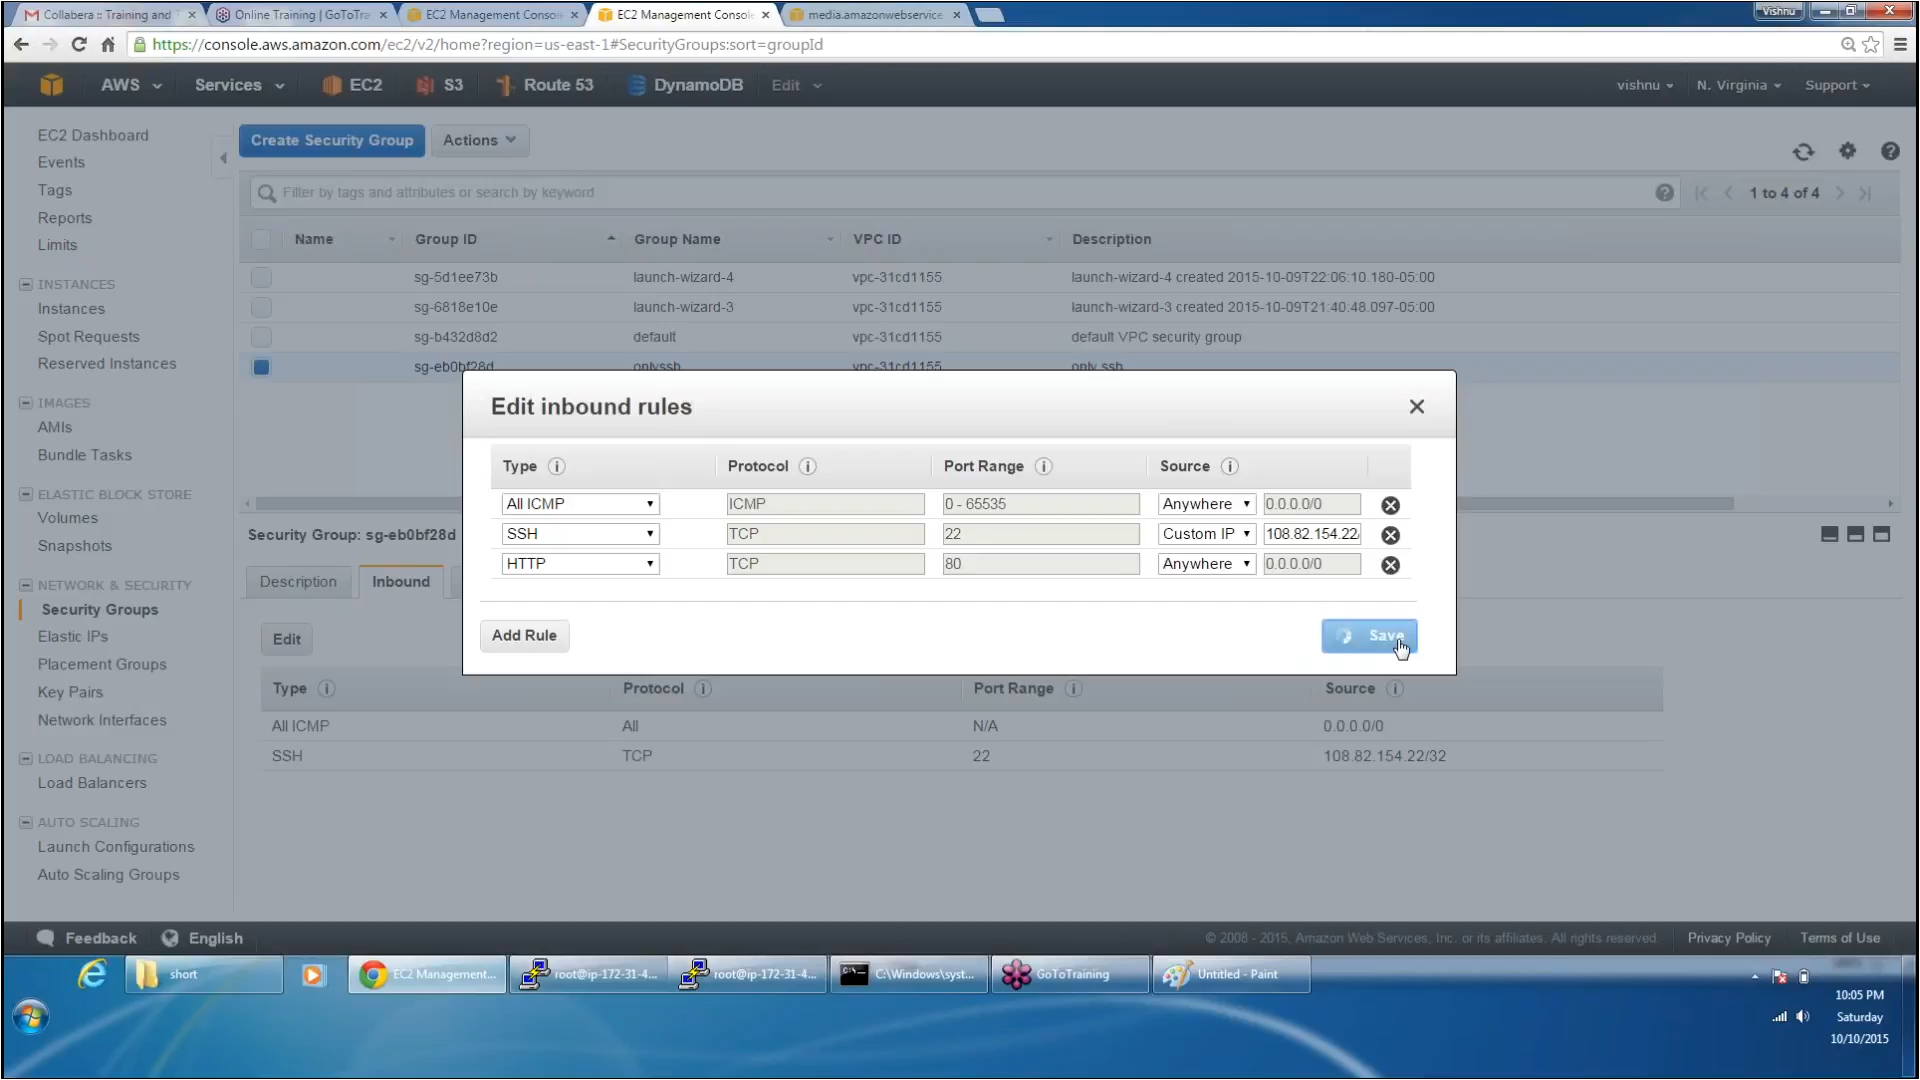 Collabera :: Training and T
Online Training | GoToTra
EC2 Management Conso
EC2 Management Consol
media.amazonwebservice
Vishnu
https://console.aws.amazon.com/ec2/v2/home?region=us-east-1#SecurityGroups:sort=groupId
AWS
Services
EC2
S3
Route 53
DynamoDB
Edit
vishnu
N. Virginia
Support
EC2 Dashboard
Events
Tags
Reports
Limits
INSTANCES
Instances
Spot Requests
Reserved Instances
IMAGES
AMIs
Bundle Tasks
ELASTIC BLOCK STORE
Volumes
Snapshots
NETWORK & SECURITY
Security Groups
Elastic IPs
Placement Groups
Key Pairs
Network Interfaces
LOAD BALANCING
Load Balancers
AUTO SCALING
Launch Configurations
Auto Scaling Groups
Create Security Group
Actions
Filter by tags and attributes or search by keyword
1 to 4 of 4
Name Group ID Group Name VPC ID Description
sg-5d1ee73b launch-wizard-4 vpc-31cd1155 launch-wizard-4 created 2015-10-09T22:06:10.180-05:00
sg-6818e10e launch-wizard-3 vpc-31cd1155 launch-wizard-3 created 2015-10-09T21:40:48.097-05:00
sg-b432d8d2 default vpc-31cd1155 default VPC security group
sg-eb0bf28d onlyssh vpc-31cd1155 only ssh
Edit inbound rules
Type Protocol Port Range Source
All ICMP ICMP 0 - 65535 Anywhere 0.0.0.0/0
SSH TCP 22 Custom IP 108.82.154.22/
HTTP TCP 80 Anywhere 0.0.0.0/0
Add Rule
Save
Security Group: sg-eb0bf28d
Description
Inbound
Edit
Type Protocol Port Range Source
All ICMP All N/A 0.0.0.0/0
SSH TCP 22 108.82.154.22/32
Feedback
English
© 2008 - 2015, Amazon Web Services, Inc. or its affiliates. All rights reserved.
Privacy Policy
Terms of Use
short
EC2 Management...
root@ip-172-31-4...
root@ip-172-31-4...
C:\Windows\syst...
GoToTraining
Untitled - Paint
10:05 PM
Saturday
10/10/2015